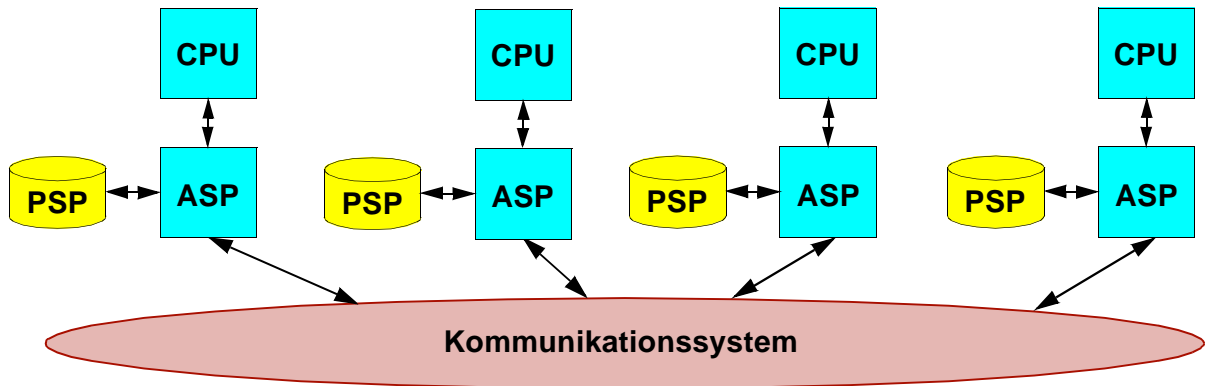 CPU CPU CPU CPU
PSP ASP PSP ASP PSP ASP PSP ASP
Kommunikationssystem